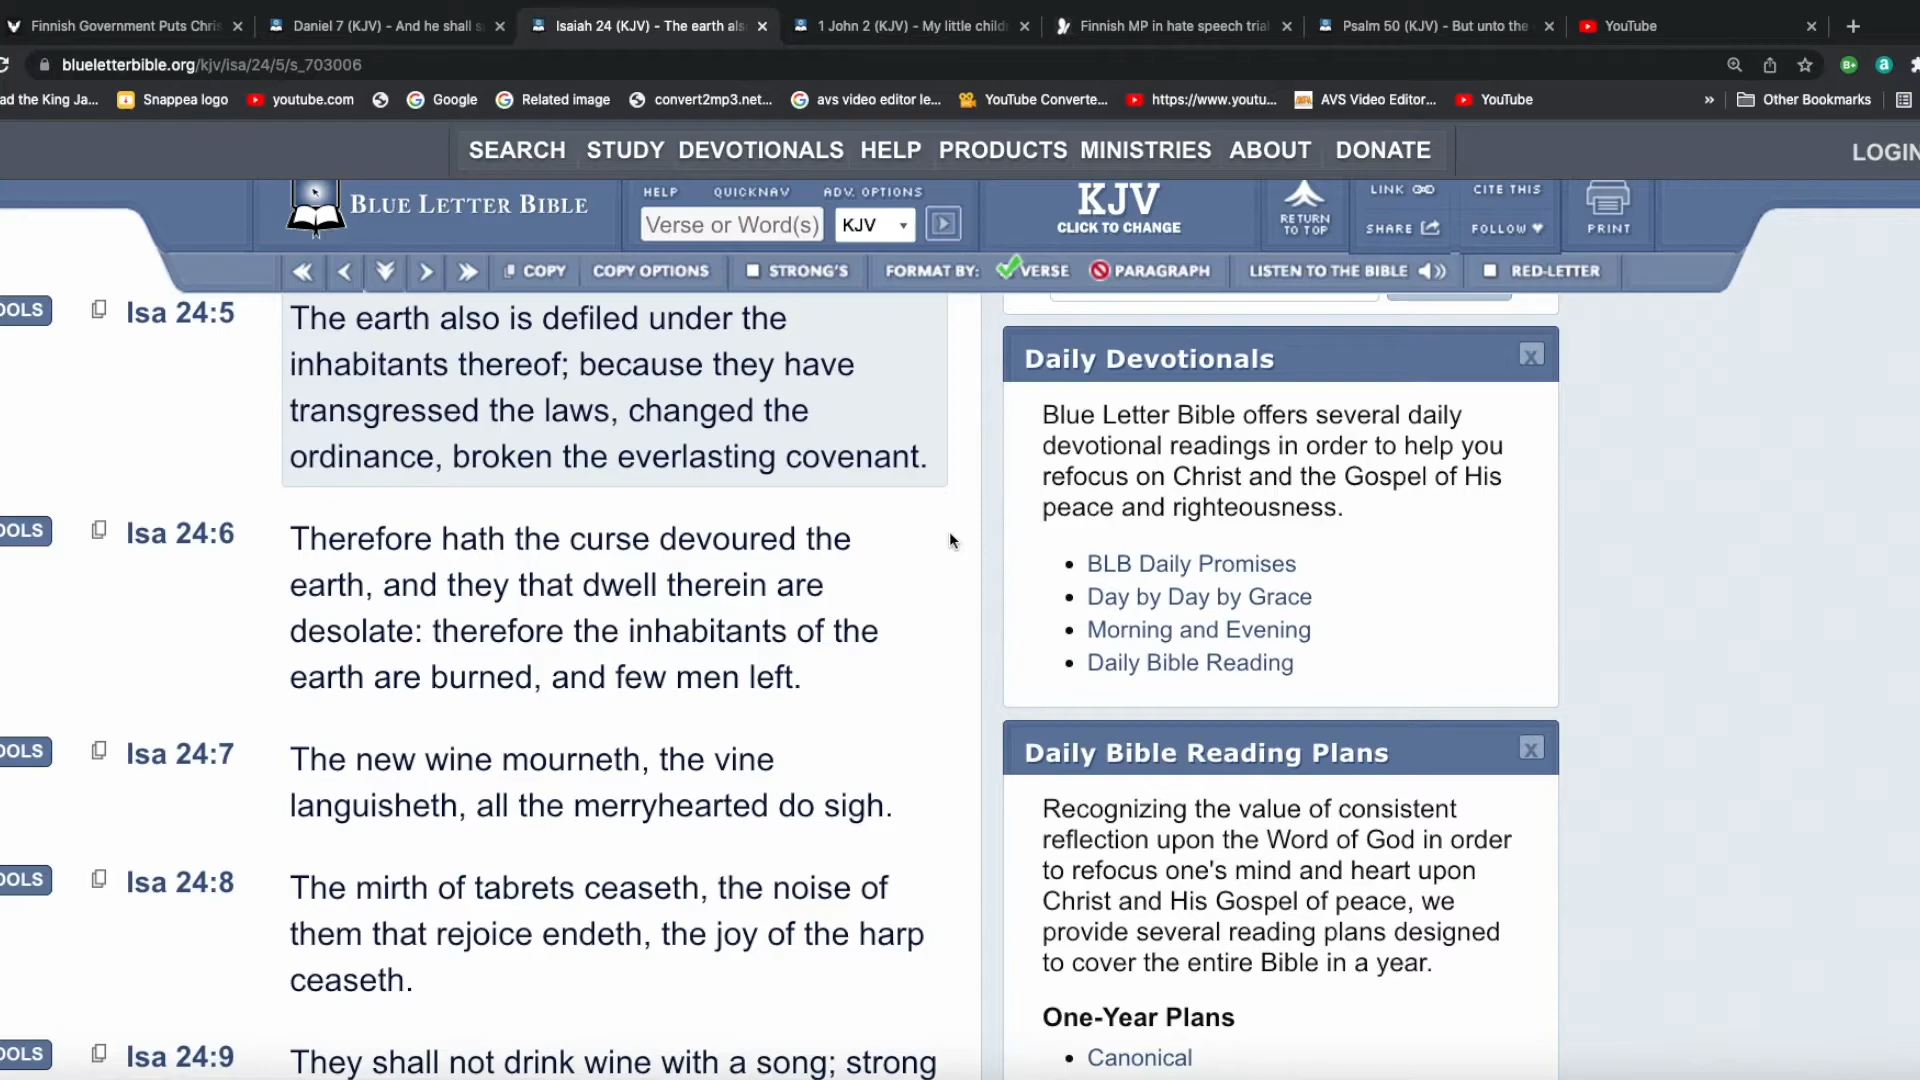 Finnish Government Puts Chris
Daniel 7 (KJV) - And he shall s
Isaiah 24 (KJV) - The earth als
1 John 2 (KJV) - My little child
Finnish MP in hate speech trial
Psalm 50 (KJV) - But unto the
YouTube
blueletterbible.org/kjv/isa/24/5/s_703006
ad the King Ja...
Snappea logo
youtube.com
Google
Related image
convert2mp3.net...
avs video editor le...
YouTube Converte...
https://www.youtu...
AVS Video Editor...
YouTube
»
Other Bookmarks
SEARCH STUDY DEVOTIONALS HELP PRODUCTS MINISTRIES ABOUT DONATE
LOGIN
BLUE LETTER BIBLE
HELP QUICKNAV ADV. OPTIONS
Verse or Word(s) KJV
KJV
CLICK TO CHANGE
RETURN
TO TOP
LINK
CITE THIS
SHARE
FOLLOW
PRINT
COPY
COPY OPTIONS
STRONG'S
FORMAT BY: VERSE PARAGRAPH
LISTEN TO THE BIBLE
RED-LETTER
OOLS
Isa 24:5
The earth also is defiled under the
inhabitants thereof; because they have
transgressed the laws, changed the
ordinance, broken the everlasting covenant.
OOLS
Isa 24:6
Therefore hath the curse devoured the
earth, and they that dwell therein are
desolate: therefore the inhabitants of the
earth are burned, and few men left.
OOLS
Isa 24:7
The new wine mourneth, the vine
languisheth, all the merryhearted do sigh.
OOLS
Isa 24:8
The mirth of tabrets ceaseth, the noise of
them that rejoice endeth, the joy of the harp
ceaseth.
OOLS
Isa 24:9
They shall not drink wine with a song; strong
Daily Devotionals
X
Blue Letter Bible offers several daily
devotional readings in order to help you
refocus on Christ and the Gospel of His
peace and righteousness.
• BLB Daily Promises
• Day by Day by Grace
• Morning and Evening
• Daily Bible Reading
Daily Bible Reading Plans
X
Recognizing the value of consistent
reflection upon the Word of God in order
to refocus one's mind and heart upon
Christ and His Gospel of peace, we
provide several reading plans designed
to cover the entire Bible in a year.
One-Year Plans
• Canonical